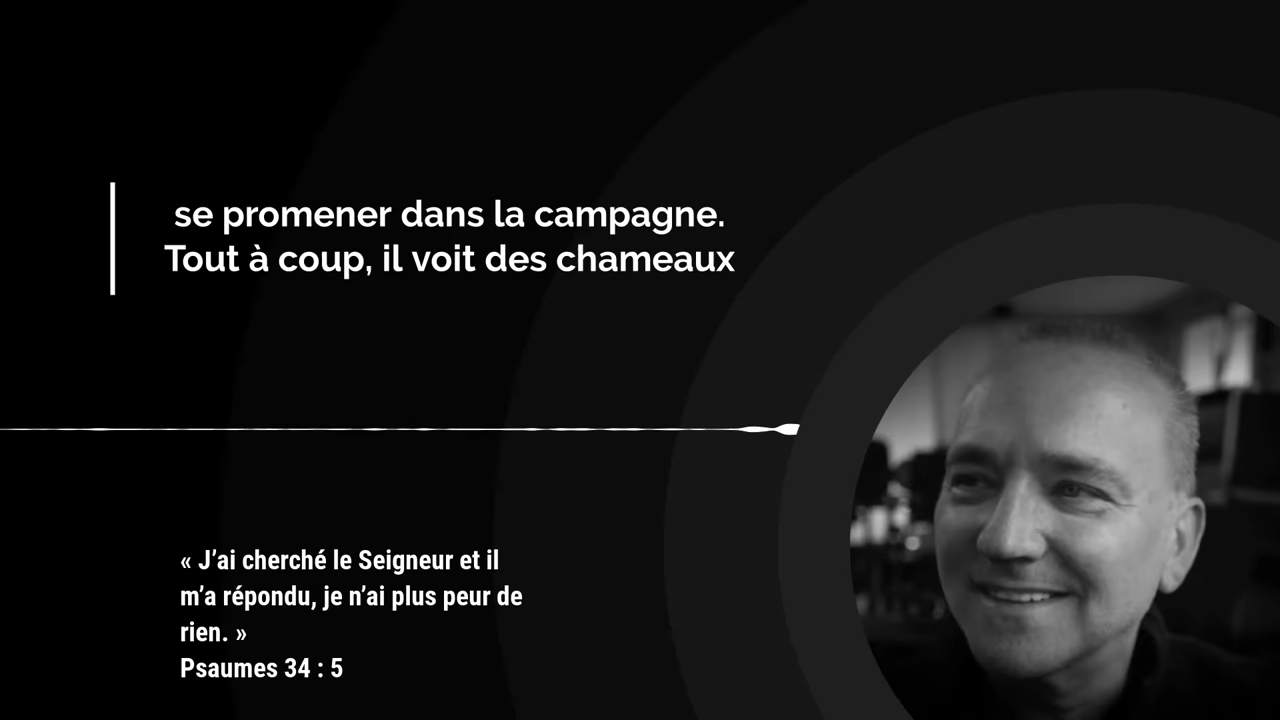 se promener dans la campagne.
Tout à coup, il voit des chameaux
« J’ai cherché le Seigneur et il
m’a répondu, je n’ai plus peur de
rien. »
Psaumes 34 : 5